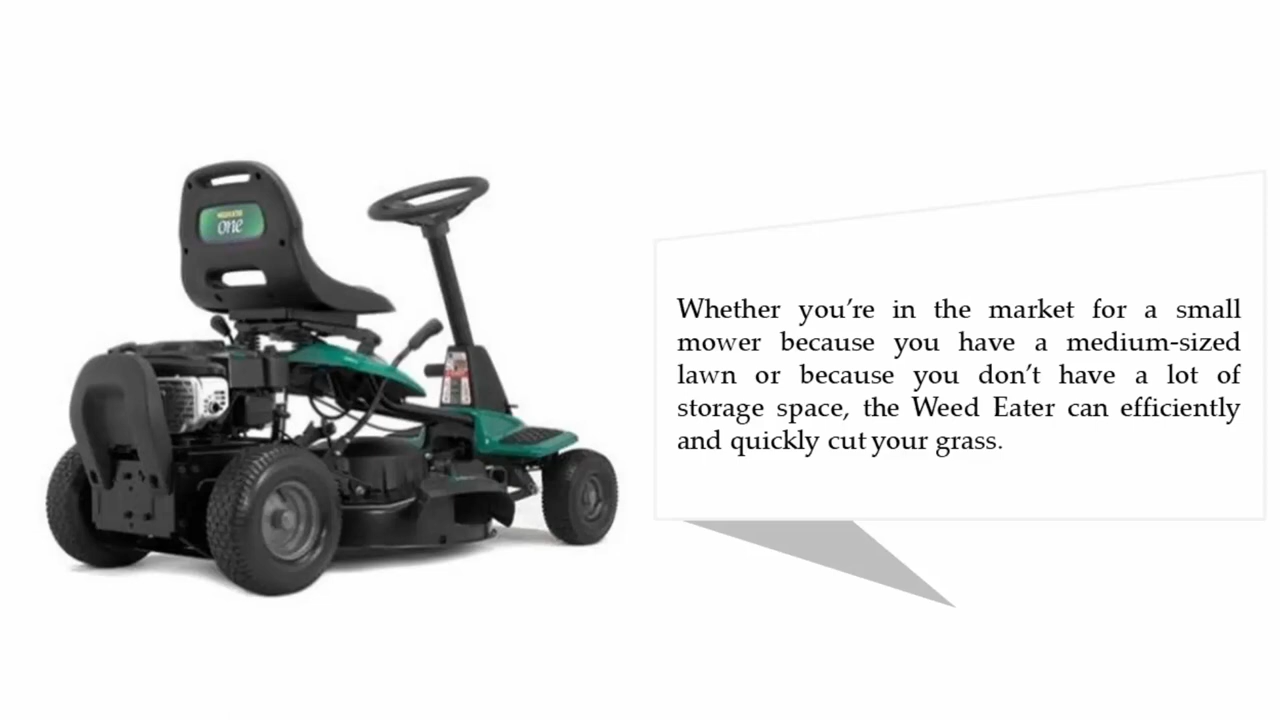 one
Whether you’re in the market for a small
mower because you have a medium-sized
lawn or because you don’t have a lot of
storage space, the Weed Eater can efficiently
and quickly cut your grass.